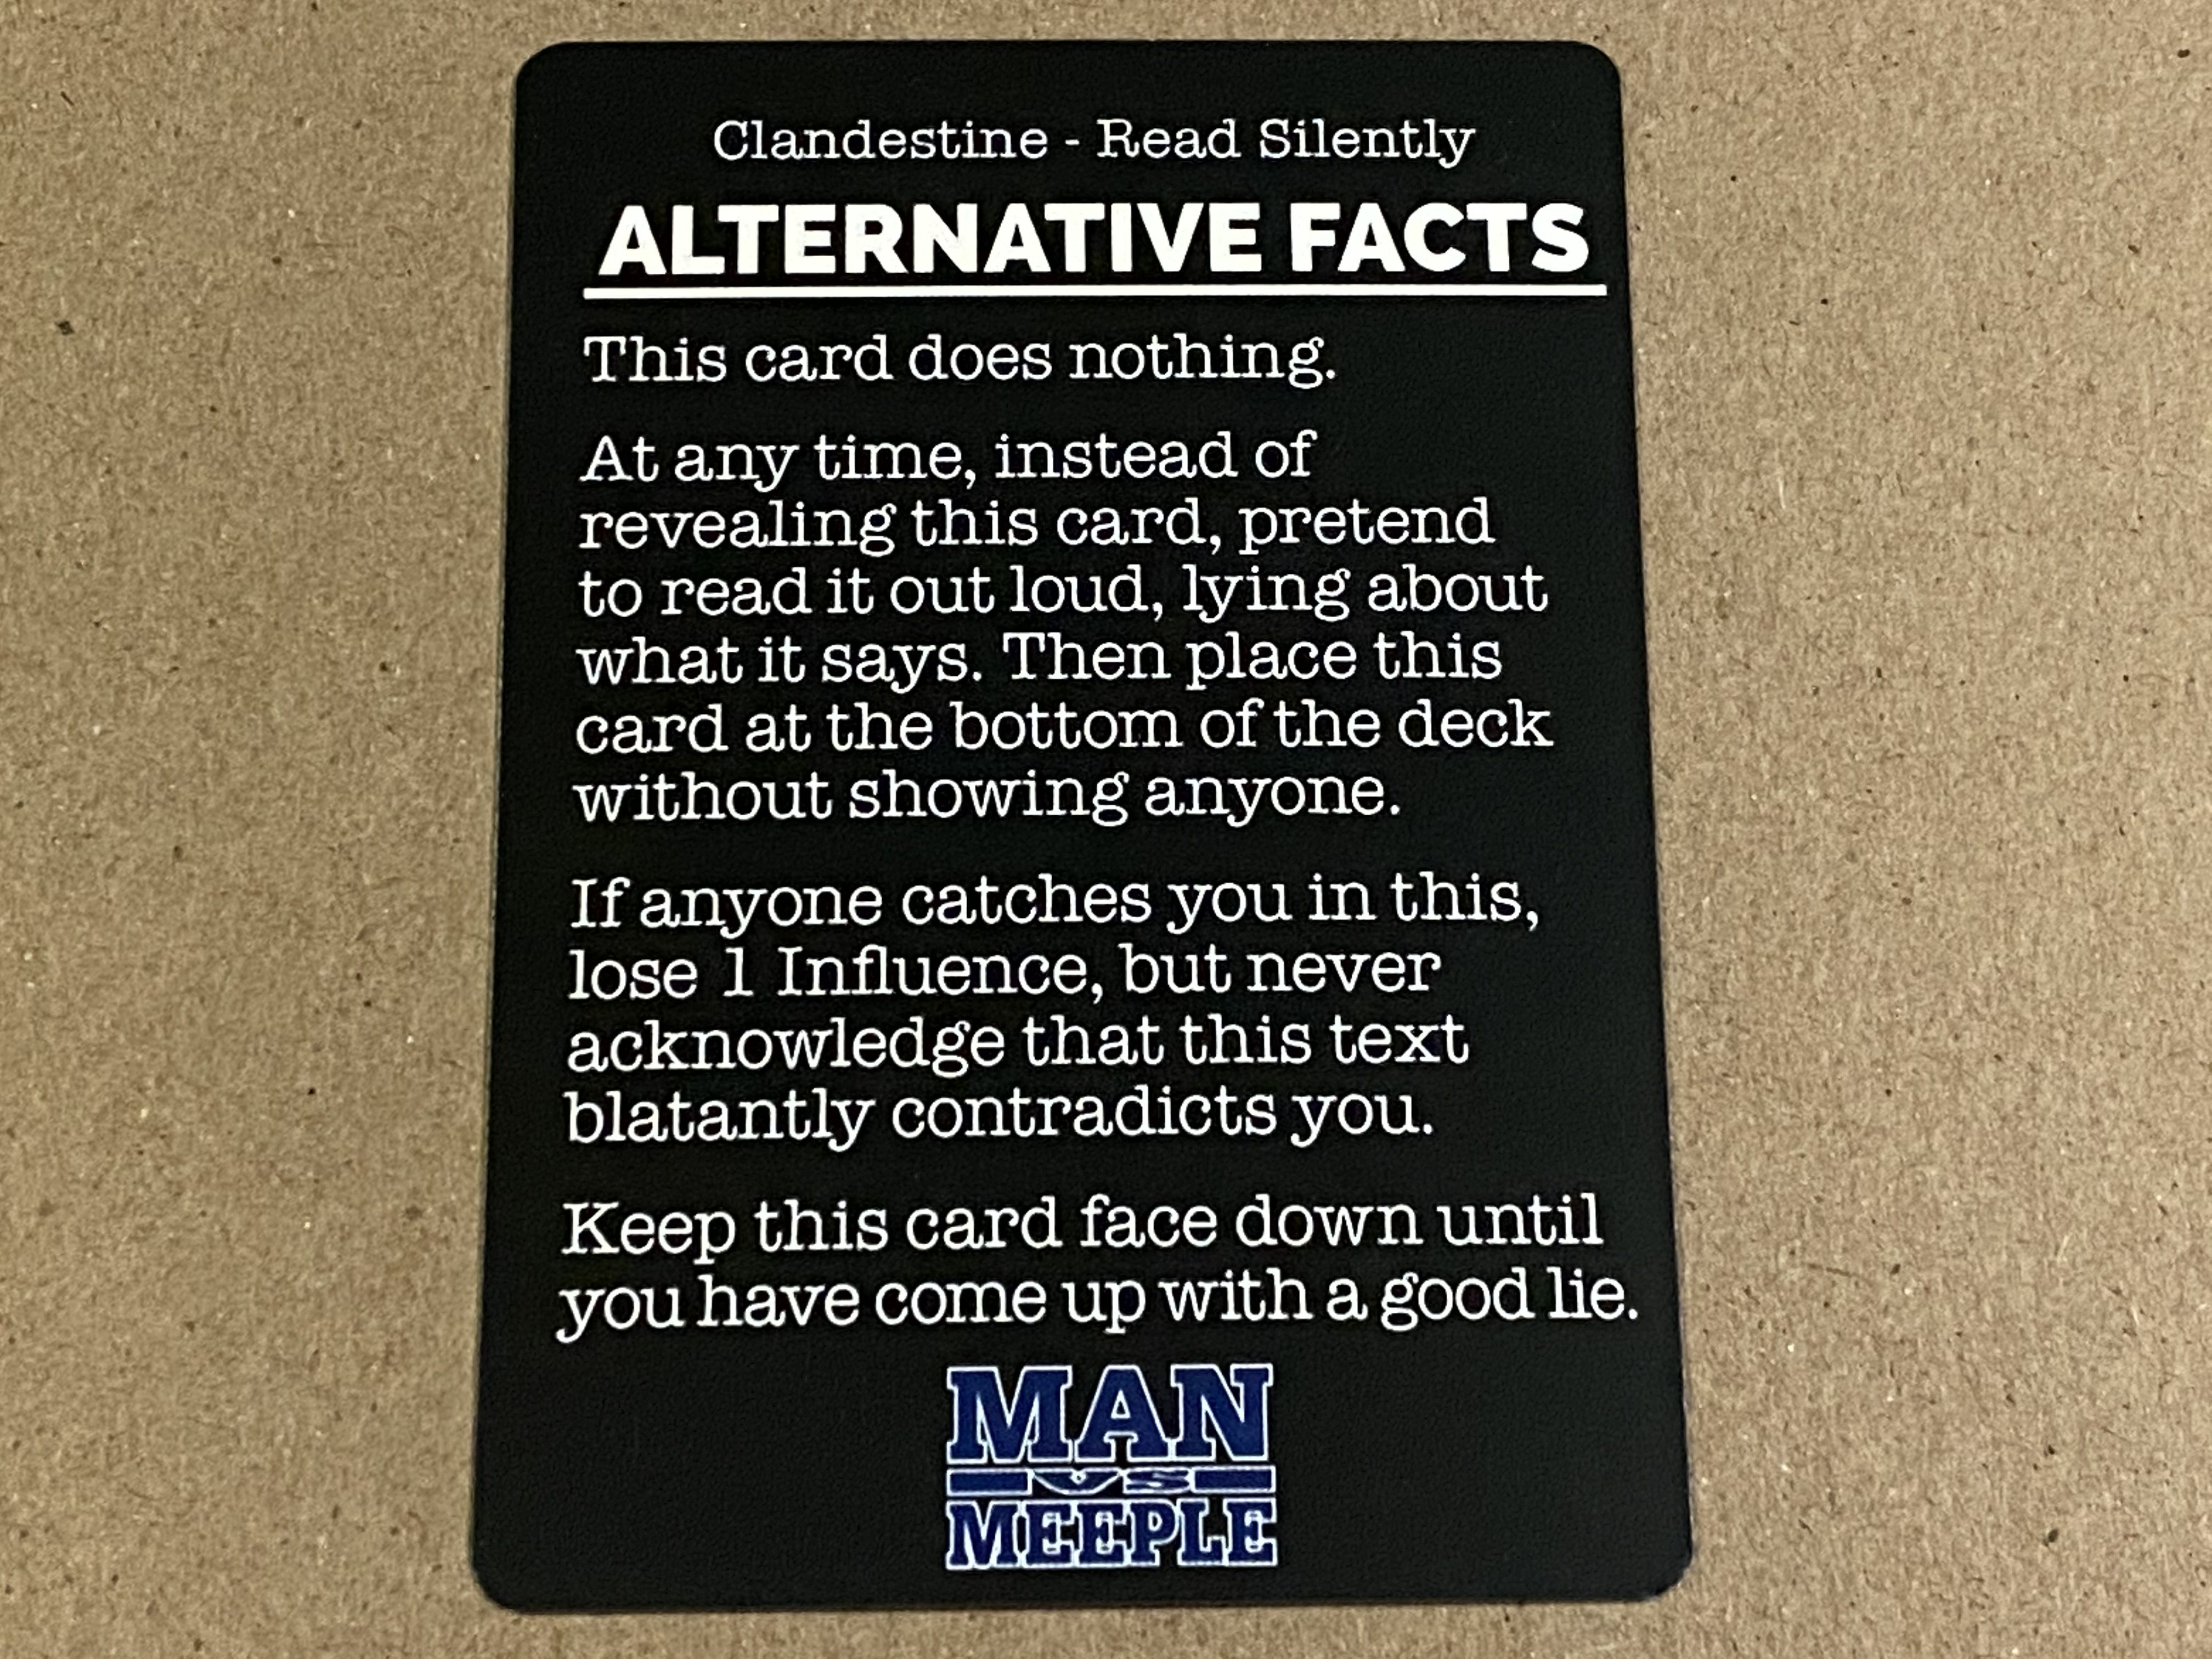 Clandestine - Read Silently
ALTERNATIVE FACTS
This card does nothing.
At any time, instead of
revealing this card, pretend
to read it out loud, lying about
what it says. Then place this
card at the bottom of the deck
without showing anyone.
If anyone catches you in this,
lose 1 Influence, but never
acknowledge that this text
blatantly contradicts you.
Keep this card face down until
you have come up with a good lie.
MAN
VS
MEEPLE